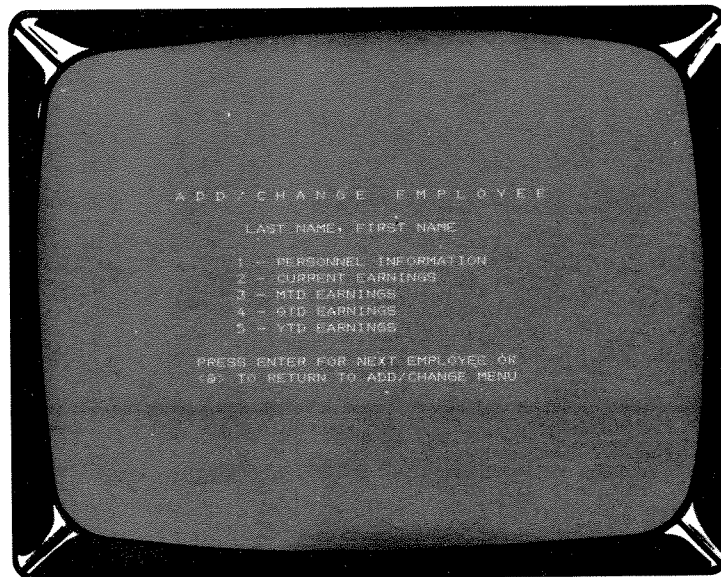 ADD/CHANGE EMPLOYEE
LAST NAME, FIRST NAME
1 - PERSONNEL INFORMATION
2 - CURRENT EARNINGS
3 - MTD EARNINGS
4 - QTD EARNINGS
5 - YTD EARNINGS
PRESS ENTER FOR NEXT EMPLOYEE OR
<@> TO RETURN TO ADD/CHANGE MENU